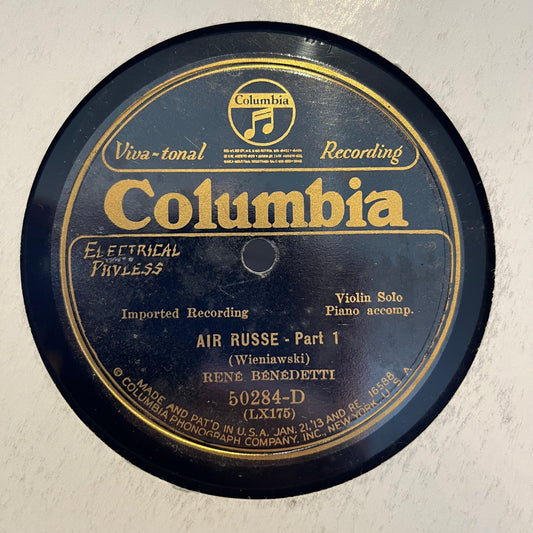 Columbia
Viva-tonal Recording
Columbia
ELECTRICAL
PROCESS
Imported Recording
Violin Solo
Piano accomp.
AIR RUSSE - Part 1
(Wieniawski)
RENÉ BÉNÉDETTI
50284-D
(LX175)
MADE AND PAT'D IN U.S.A. JAN. 21, '13 AND RE. 16588
© COLUMBIA PHONOGRAPH COMPANY, INC., NEW YORK, U.S.A.